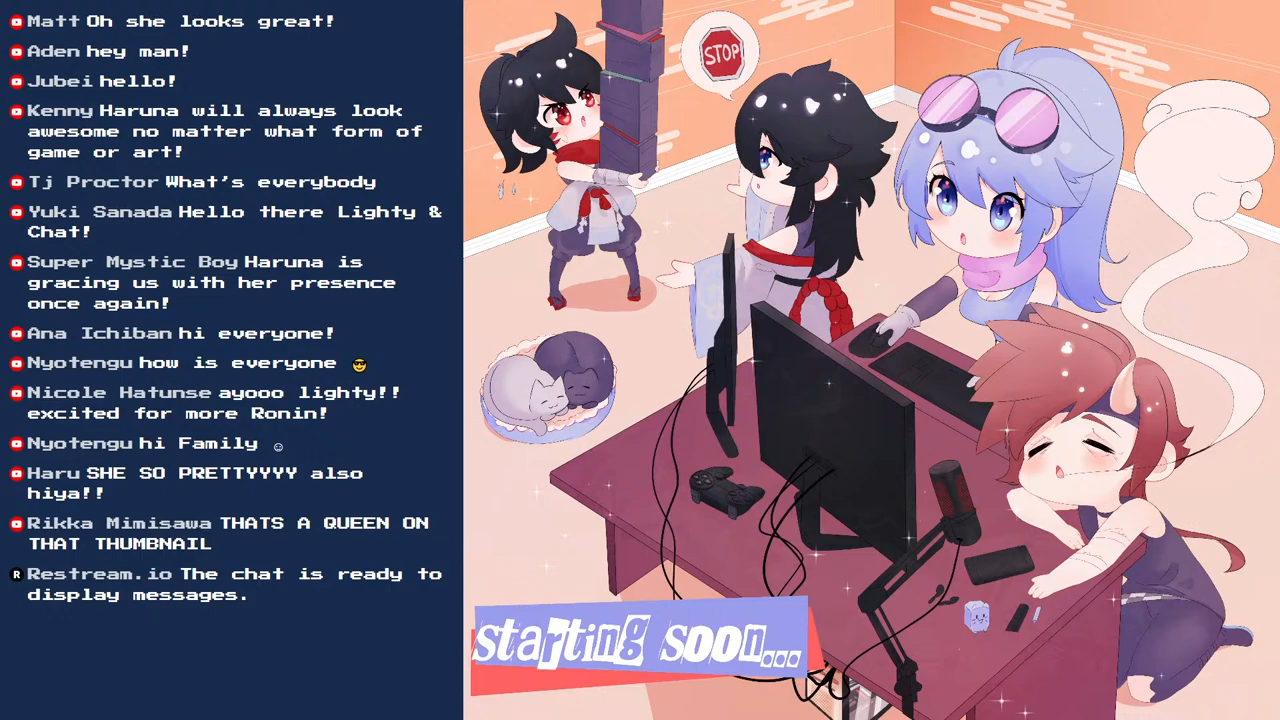 Matt Oh she looks great!
Aden hey man!
Jubei hello!
Kenny Haruna will always look
awesome no matter what form of
game or art!
Tj Proctor What's everybody
Yuki Sanada Hello there Lighty &
Chat!
Super Mystic Boy Haruna is
gracing us with her presence
once again!
Ana Ichiban hi everyone!
Nyotengu how is everyone 😎
Nicole Hatunse ayooo lighty!!
excited for more Ronin!
Nyotengu hi Family ☺
Haru SHE SO PRETTYYYY also
hiya!!
Rikka Mimisawa THATS A QUEEN ON
THAT THUMBNAIL
R Restream.io The chat is ready to
display messages.
STOP
starting soon...